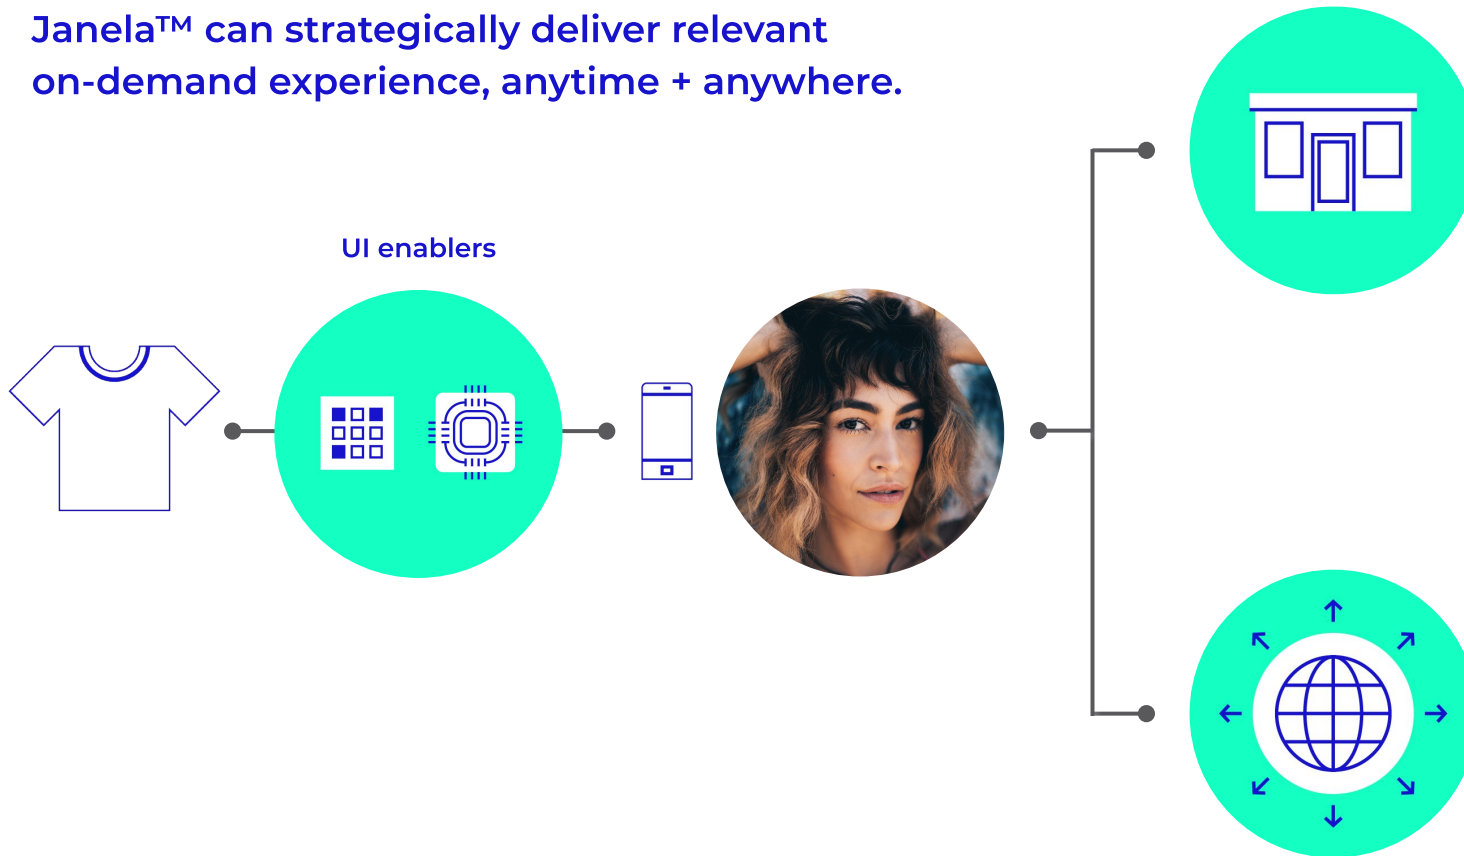 Janela™ can strategically deliver relevant
on-demand experience, anytime + anywhere.
UI enablers